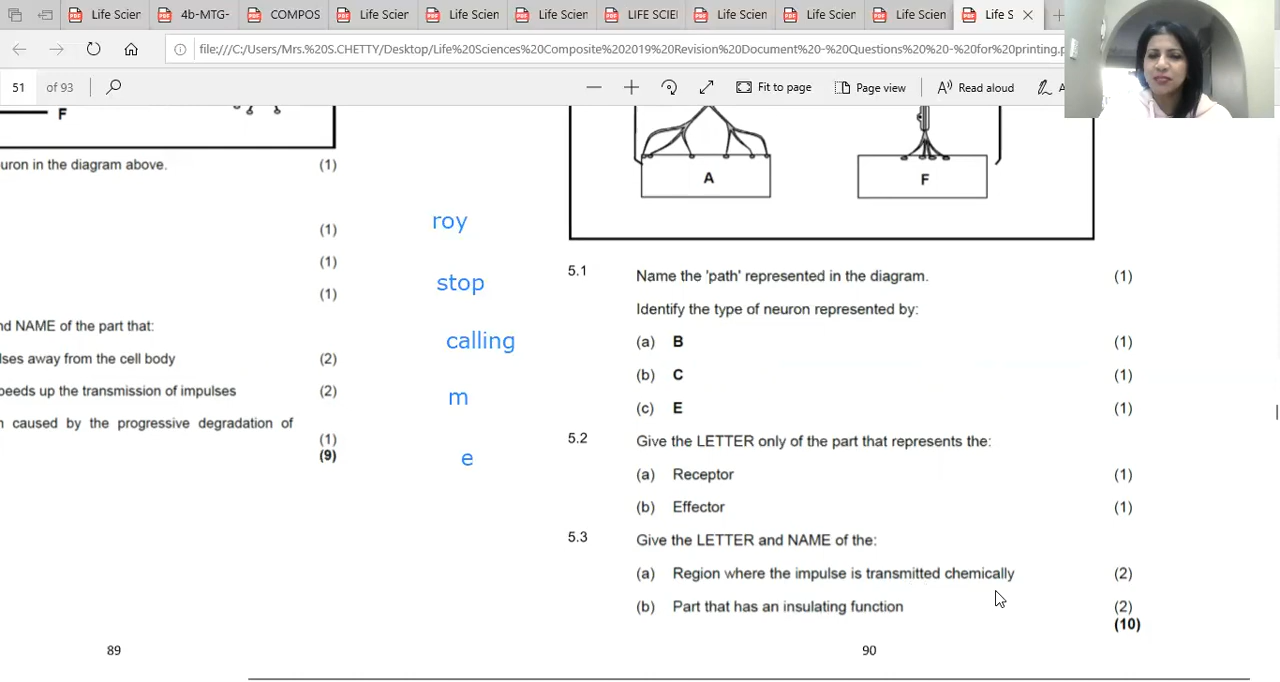 Life Scien
4b-MTG-
COMPOS
Life Scier
Life Scien
Life Scien
LIFE SCIEI
Life Scien
Life Scien
Life Scien
Life S
file:///C:/Users/Mrs.%20S.CHETTY/Desktop/Life%20Sciences%20Composite%202019%20Revision%20Document%20-%20Questions%20%20-%20for%20printing.p
51 of 93
Fit to page
Page view
Read aloud
F
A
F
euron in the diagram above. (1)
(1)
(1)
(1)
nd NAME of the part that:
lses away from the cell body (2)
peeds up the transmission of impulses (2)
n caused by the progressive degradation of
(1)
(9)
roy
stop
calling
m
e
5.1 Name the 'path' represented in the diagram. (1)
Identify the type of neuron represented by:
(a) B (1)
(b) C (1)
(c) E (1)
5.2 Give the LETTER only of the part that represents the:
(a) Receptor (1)
(b) Effector (1)
5.3 Give the LETTER and NAME of the:
(a) Region where the impulse is transmitted chemically (2)
(b) Part that has an insulating function (2)
(10)
89
90